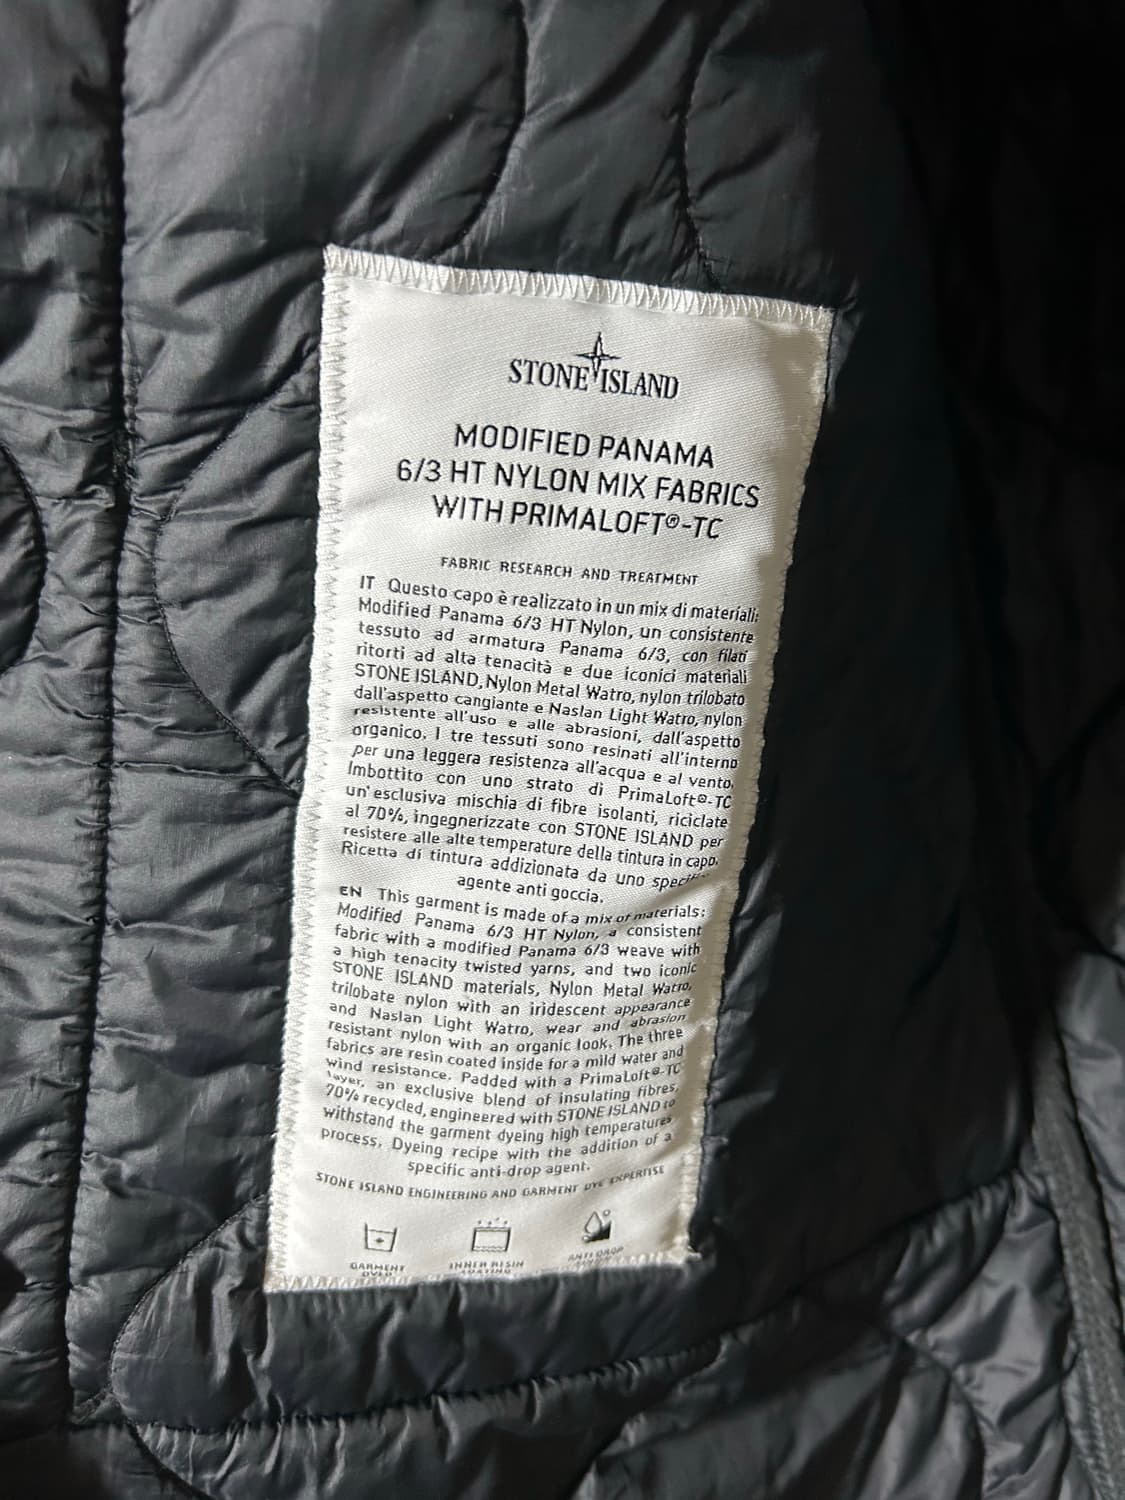 STONE ISLAND
MODIFIED PANAMA
6/3 HT NYLON MIX FABRICS
WITH PRIMALOFT®-TC
FABRIC RESEARCH AND TREATMENT
IT Questo capo è realizzato in un mix di materiali:
Modified Panama 6/3 HT Nylon, un consistente
tessuto ad armatura Panama 6/3, con filati
ritorti ad alta tenacità e due iconici materiali
STONE ISLAND, Nylon Metal Watro, nylon trilobato
dall'aspetto cangiante e Naslan Light Watro, nylon
resistente all'uso e alle abrasioni, dall'aspetto
organico. I tre tessuti sono resinati all'interno
per una leggera resistenza all'acqua e al vento.
Imbottito con uno strato di PrimaLoft®-TC
un'esclusiva mischia di fibre isolanti, riciclate
al 70%, ingegnerizzate con STONE ISLAND per
resistere alle alte temperature della tintura in capo.
Ricetta di tintura addizionata da uno
agente anti goccia.
EN This garment is made of a mix of materials:
Modified Panama 6/3 HT Nylon, a consistent
fabric with a modified Panama 6/3 weave with
a high tenacity twisted yarns, and two iconic
STONE ISLAND materials, Nylon Metal Watro,
trilobate nylon with an iridescent appearance
and Naslan Light Watro, wear and abrasion
resistant nylon with an organic look. The three
fabrics are resin coated inside for a mild water and
wind resistance. Padded with a PrimaLoft®-TC
layer, an exclusive blend of insulating fibres,
70% recycled, engineered with STONE ISLAND to
withstand the garment dyeing high temperatures
process. Dyeing recipe with the addition of a
specific anti-drop agent.
STONE ISLAND ENGINEERING AND GARMENT DYE EXPERTISE
GARMENT INNER RESIN ANTI DROP